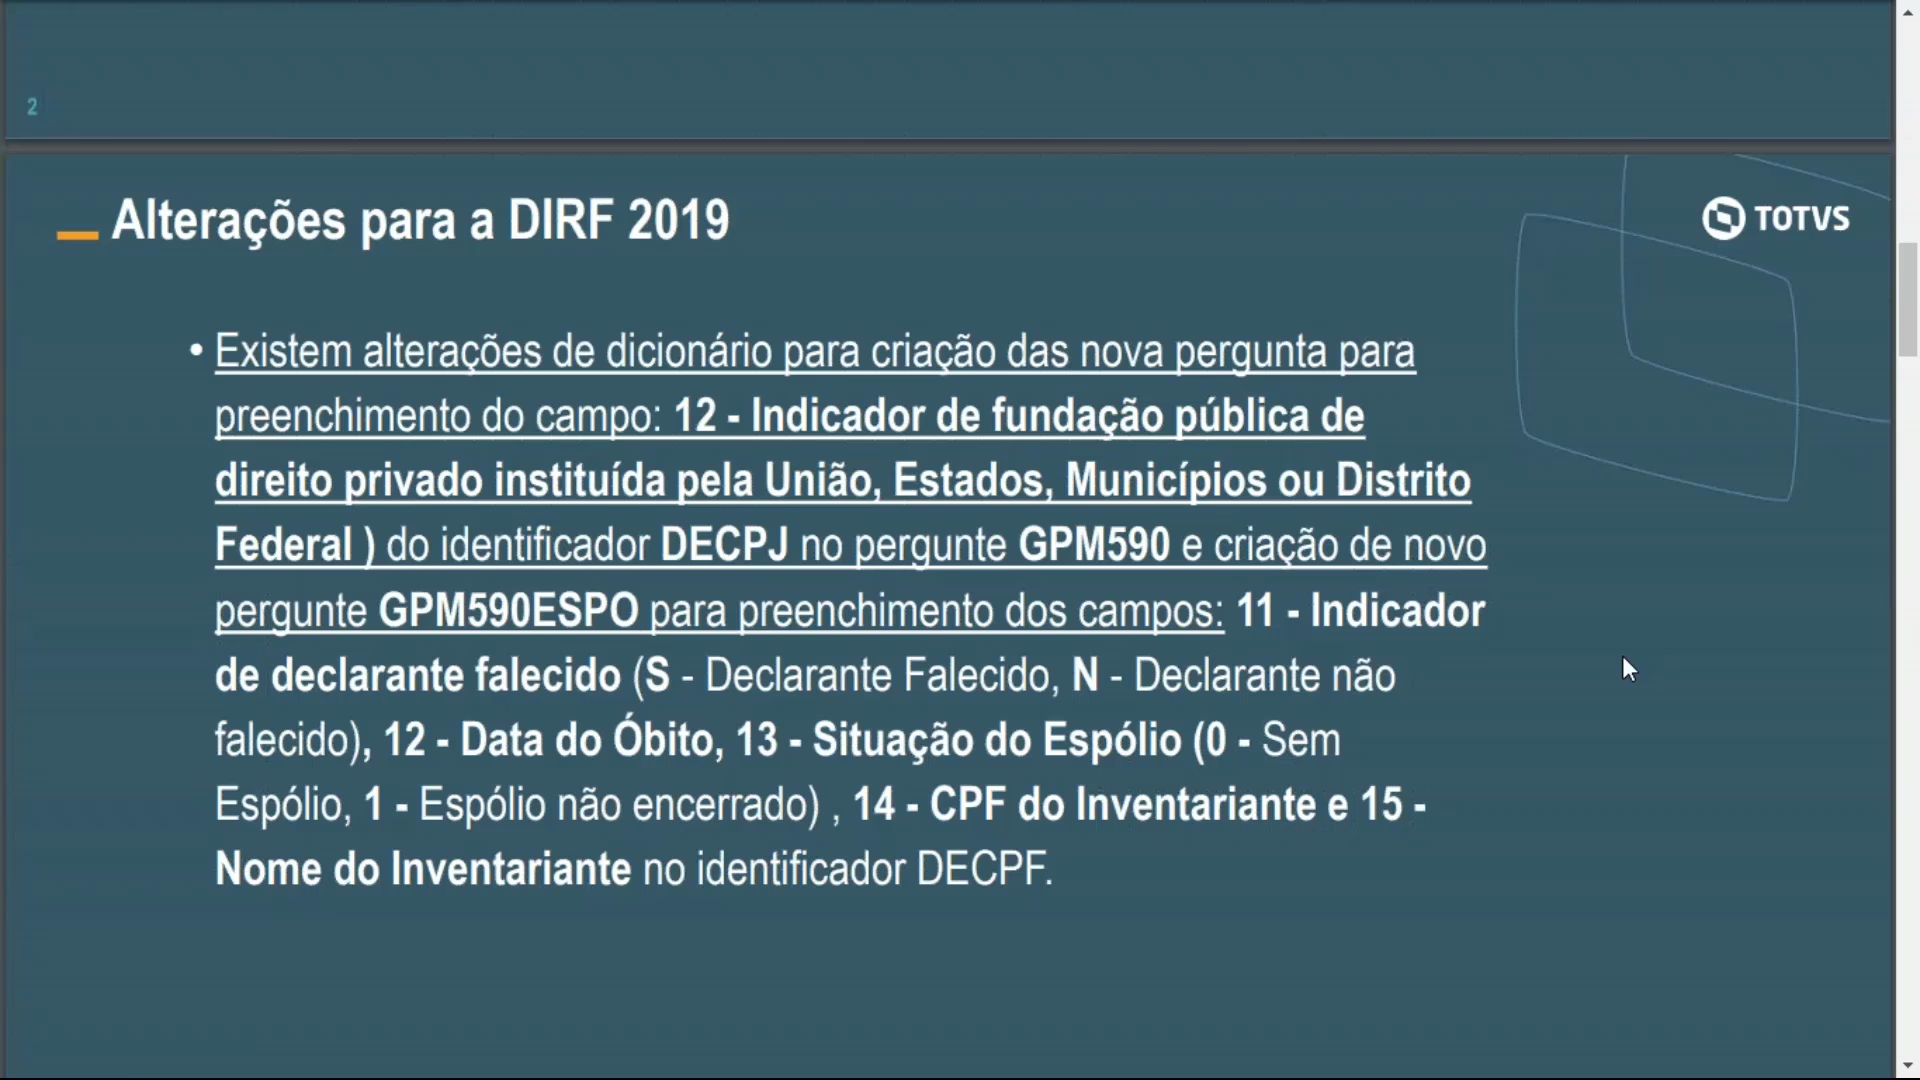 2
Alterações para a DIRF 2019
TOTVS
• Existem alterações de dicionário para criação das nova pergunta para
preenchimento do campo: 12 - Indicador de fundação pública de
direito privado instituída pela União, Estados, Municípios ou Distrito
Federal ) do identificador DECPJ no pergunte GPM590 e criação de novo
pergunte GPM590ESPO para preenchimento dos campos: 11 - Indicador
de declarante falecido (S - Declarante Falecido, N - Declarante não
falecido), 12 - Data do Óbito, 13 - Situação do Espólio (0 - Sem
Espólio, 1 - Espólio não encerrado) , 14 - CPF do Inventariante e 15 -
Nome do Inventariante no identificador DECPF.